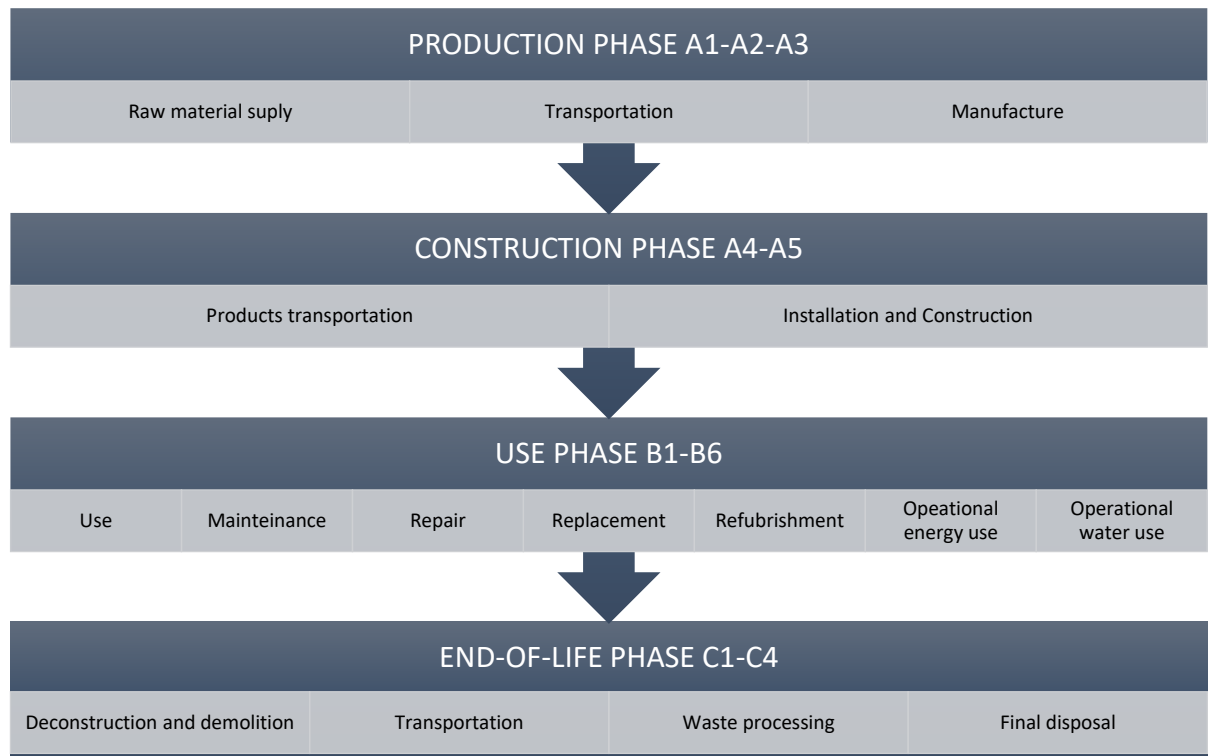 PRODUCTION PHASE A1-A2-A3
Raw material suply
Transportation
Manufacture
CONSTRUCTION PHASE A4-A5
Products transportation
Installation and Construction
USE PHASE B1-B6
Use
Mainteinance
Repair
Replacement
Refubrishment
Opeational
energy use
Operational
water use
END-OF-LIFE PHASE C1-C4
Deconstruction and demolition
Transportation
Waste processing
Final disposal